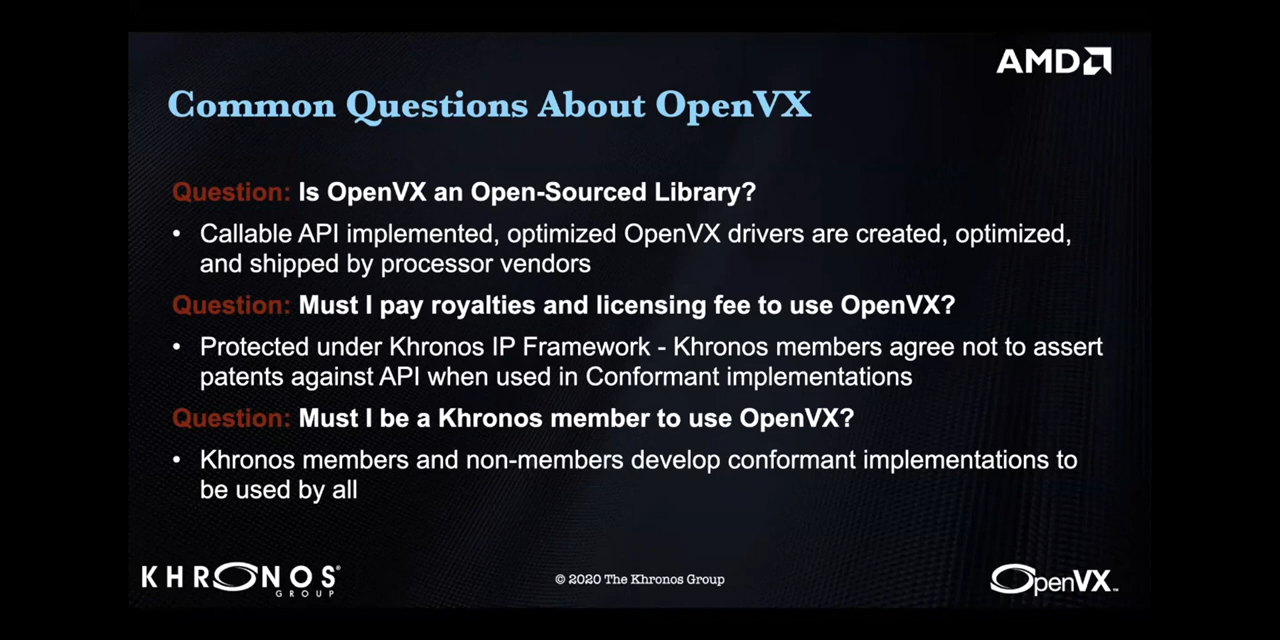 AMD
Common Questions About OpenVX
Question: Is OpenVX an Open-Sourced Library?
• Callable API implemented, optimized OpenVX drivers are created, optimized,
and shipped by processor vendors
Question: Must I pay royalties and licensing fee to use OpenVX?
• Protected under Khronos IP Framework - Khronos members agree not to assert
patents against API when used in Conformant implementations
Question: Must I be a Khronos member to use OpenVX?
• Khronos members and non-members develop conformant implementations to
be used by all
KHRONOS®
GROUP
© 2020 The Khronos Group
OpenVX™